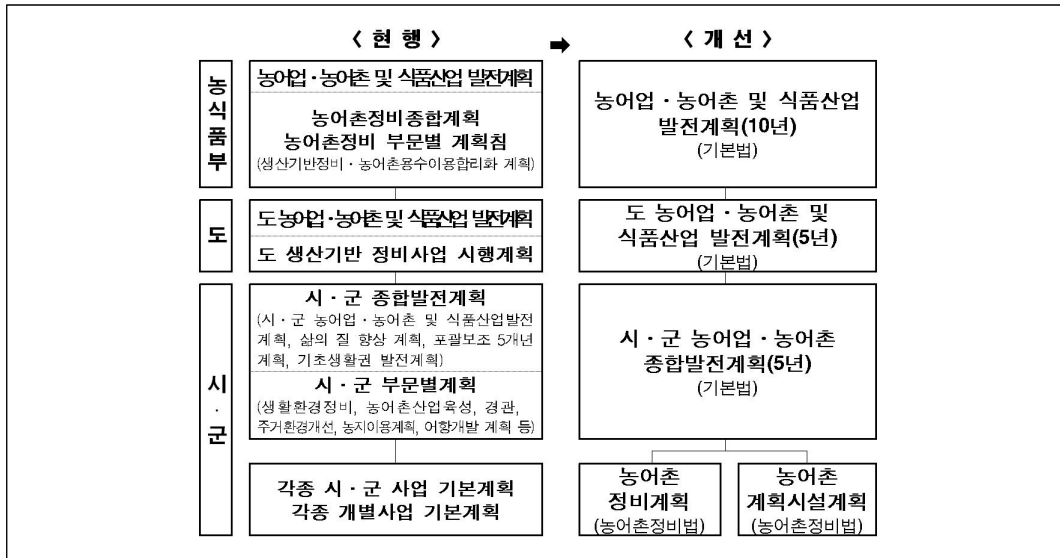 〈 현 행 〉 ➡ 〈 개 선 〉
농식품부
농어업·농어촌 및 식품산업 발전계획
농어촌정비종합계획
농어촌정비 부문별 계획침
(생산기반정비·농어촌용수이용합리화 계획)
농어업·농어촌 및 식품산업
발전계획(10년)
(기본법)
도
도 농어업·농어촌 및 식품산업 발전계획
도 생산기반 정비사업 시행계획
도 농어업·농어촌 및
식품산업 발전계획(5년)
(기본법)
시·군
시·군 종합발전계획
(시·군 농어업·농어촌 및 식품산업발전
계획, 삶의 질 향상 계획, 포괄보조 5개년
계획, 기초생활권 발전계획)
시·군 부문별계획
(생활환경정비, 농어촌산업육성, 경관,
주거환경개선, 농지이용계획, 어항개발 계획 등)
시·군 농어업·농어촌
종합발전계획(5년)
(기본법)
각종 시·군 사업 기본계획
각종 개별사업 기본계획
농어촌
정비계획
(농어촌정비법)
농어촌
계획시설계획
(농어촌정비법)